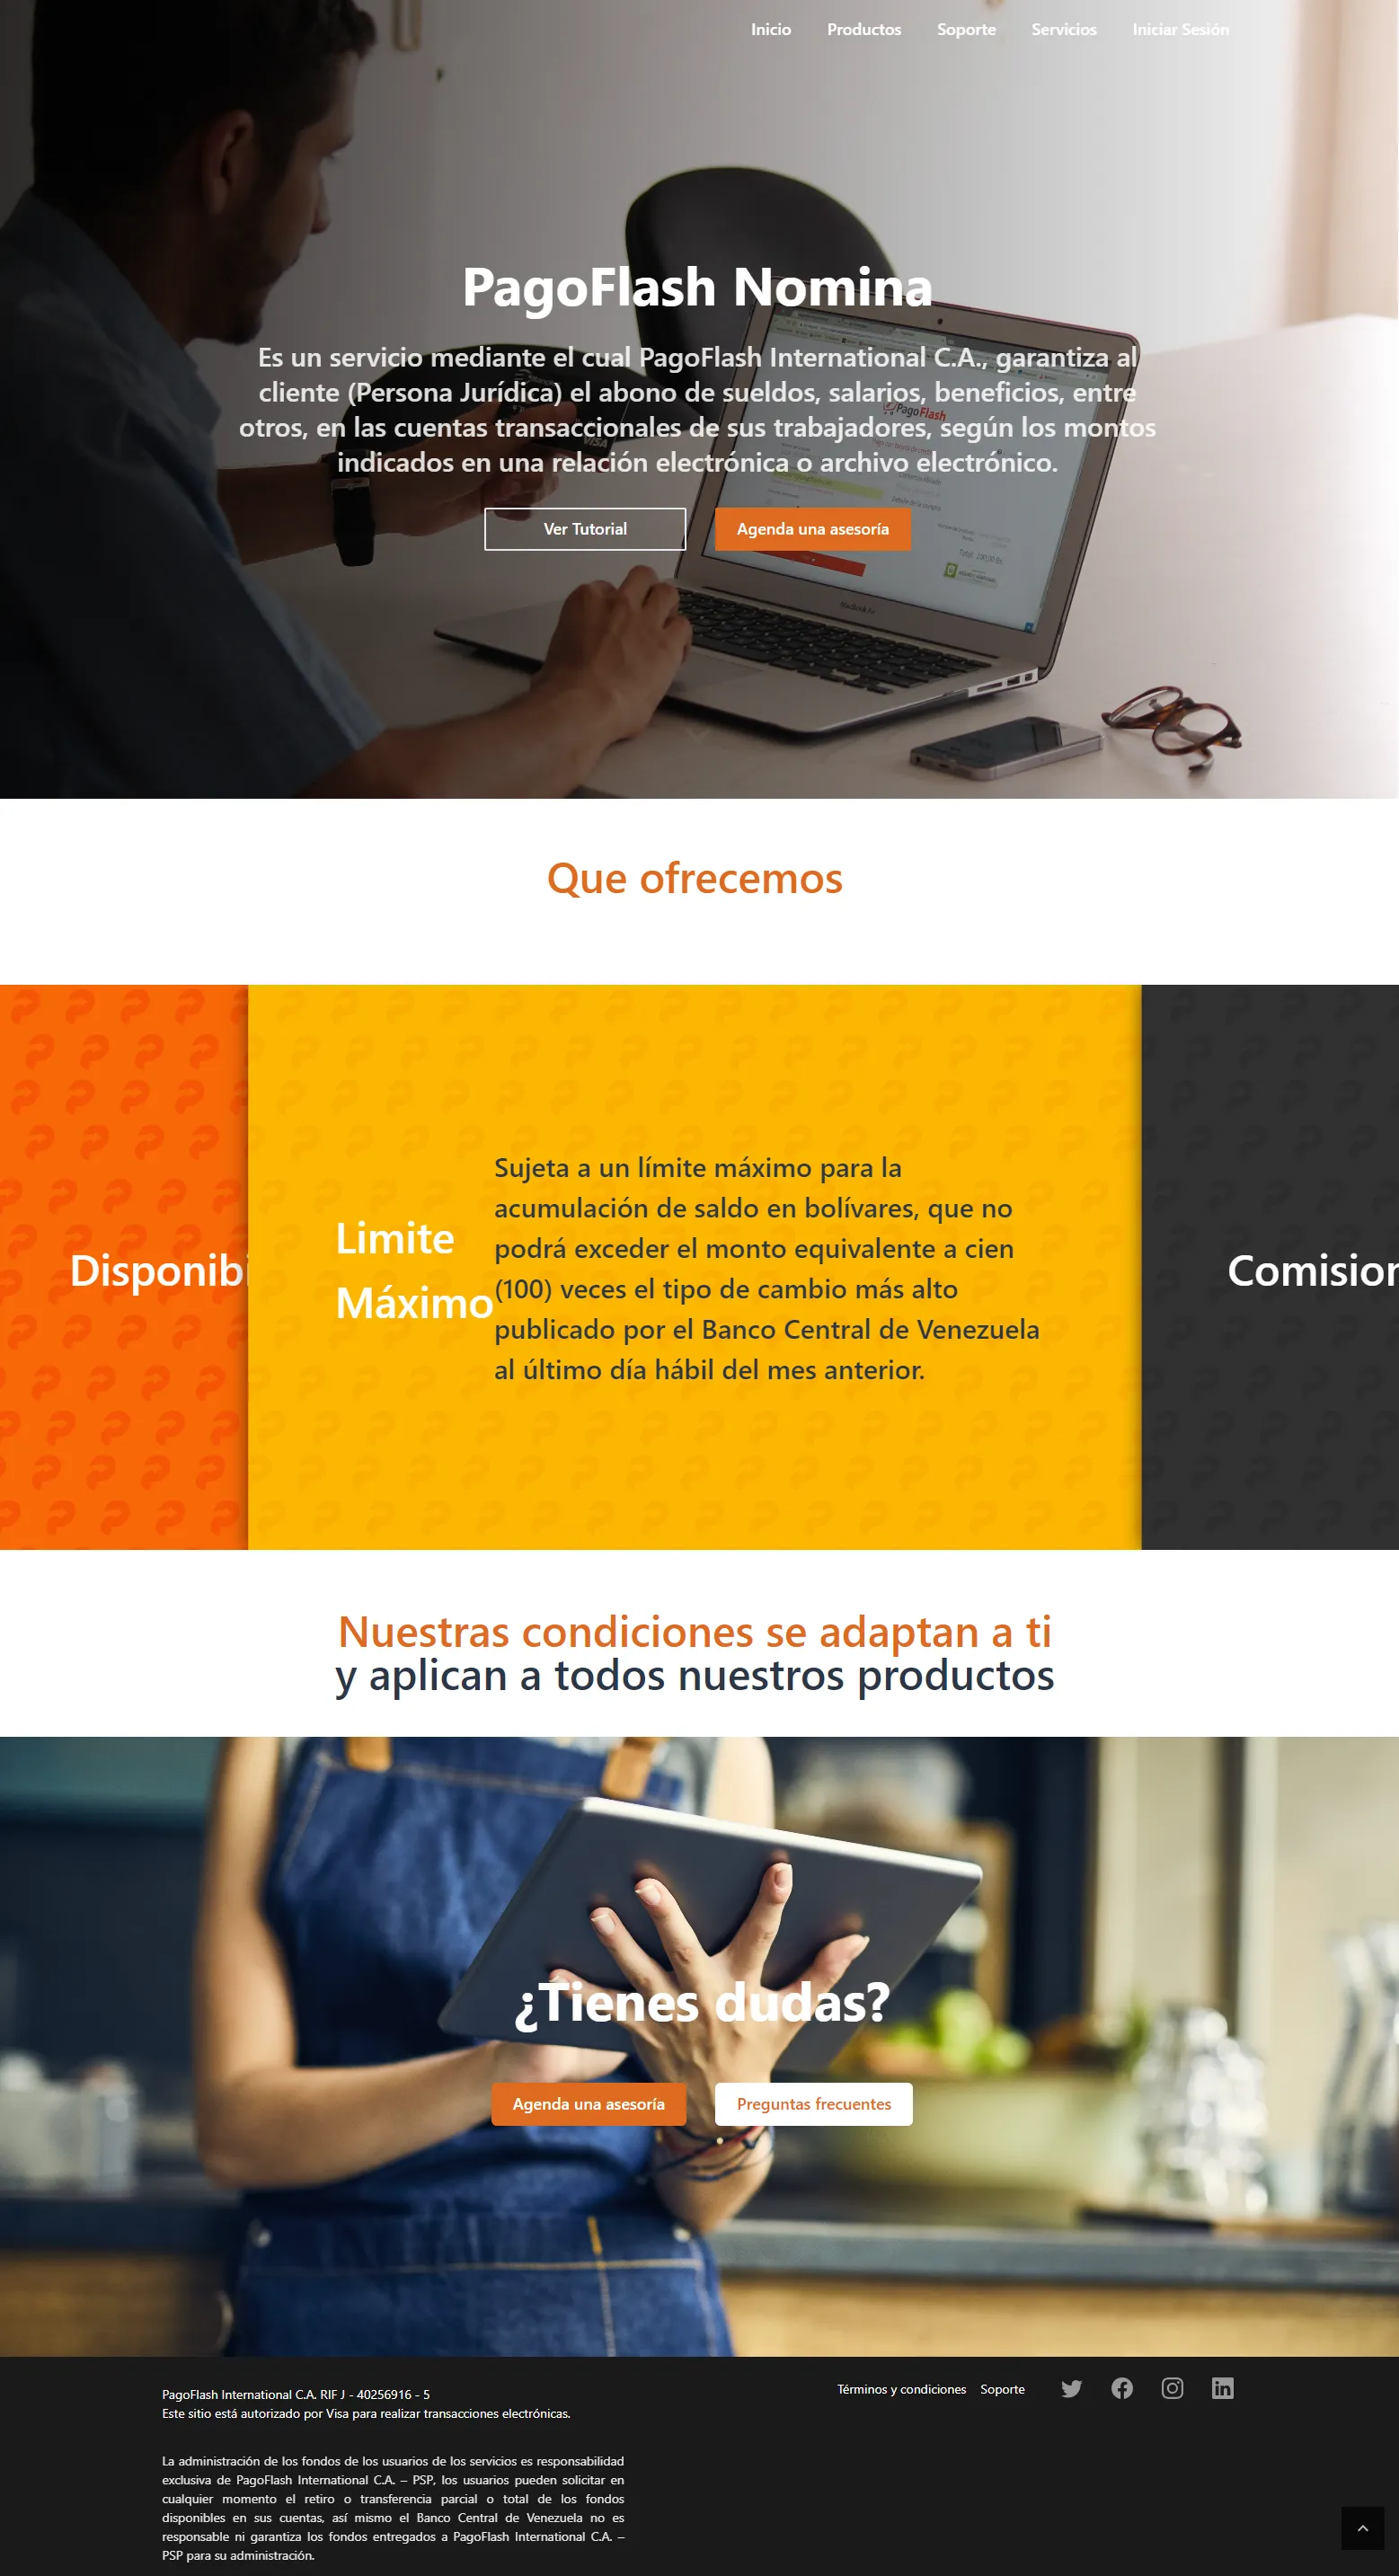 Inicio Productos Soporte Servicios Iniciar Sesión
PagoFlash Nomina
Es un servicio mediante el cual PagoFlash International C.A., garantiza al
cliente (Persona Jurídica) el abono de sueldos, salarios, beneficios, entre
otros, en las cuentas transaccionales de sus trabajadores, según los montos
indicados en una relación electrónica o archivo electrónico.
PagoFlash
VISA
Ver Tutorial Agenda una asesoría
MacBook Air
Que ofrecemos
Disponibi
Limite
Máximo
Sujeta a un límite máximo para la
acumulación de saldo en bolívares, que no
podrá exceder el monto equivalente a cien
(100) veces el tipo de cambio más alto
publicado por el Banco Central de Venezuela
al último día hábil del mes anterior.
Comision
Nuestras condiciones se adaptan a ti
y aplican a todos nuestros productos
¿Tienes dudas?
Agenda una asesoría Preguntas frecuentes
PagoFlash International C.A. RIF J - 40256916 - 5
Este sitio está autorizado por Visa para realizar transacciones electrónicas.
Términos y condiciones Soporte
La administración de los fondos de los usuarios de los servicios es responsabilidad
exclusiva de PagoFlash International C.A. – PSP, los usuarios pueden solicitar en
cualquier momento el retiro o transferencia parcial o total de los fondos
disponibles en sus cuentas, así mismo el Banco Central de Venezuela no es
responsable ni garantiza los fondos entregados a PagoFlash International C.A. –
PSP para su administración.